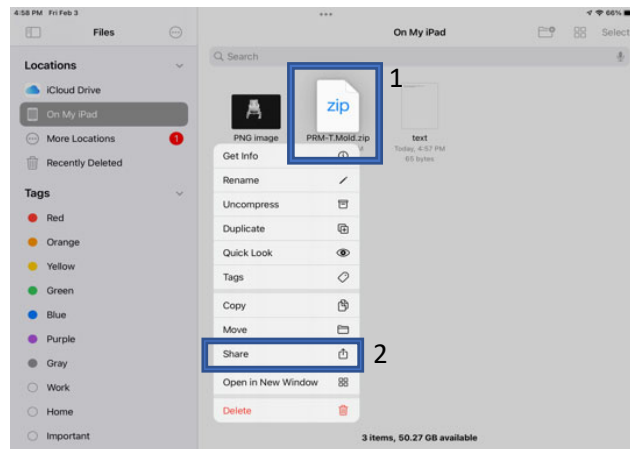 4:58 PM Fri Feb 3
66%
Files
On My iPad
Select
Search
Locations
iCloud Drive
On My iPad
More Locations
1
Recently Deleted
Tags
Red
Orange
Yellow
Green
Blue
Purple
Gray
Work
Home
Important
1
zip
PNG image
PRM-T.Mold.zip
text
Today, 4:57 PM
65 bytes
Get Info
Rename
Uncompress
Duplicate
Quick Look
Tags
Copy
Move
Share
2
Open in New Window
Delete
3 items, 50.27 GB available